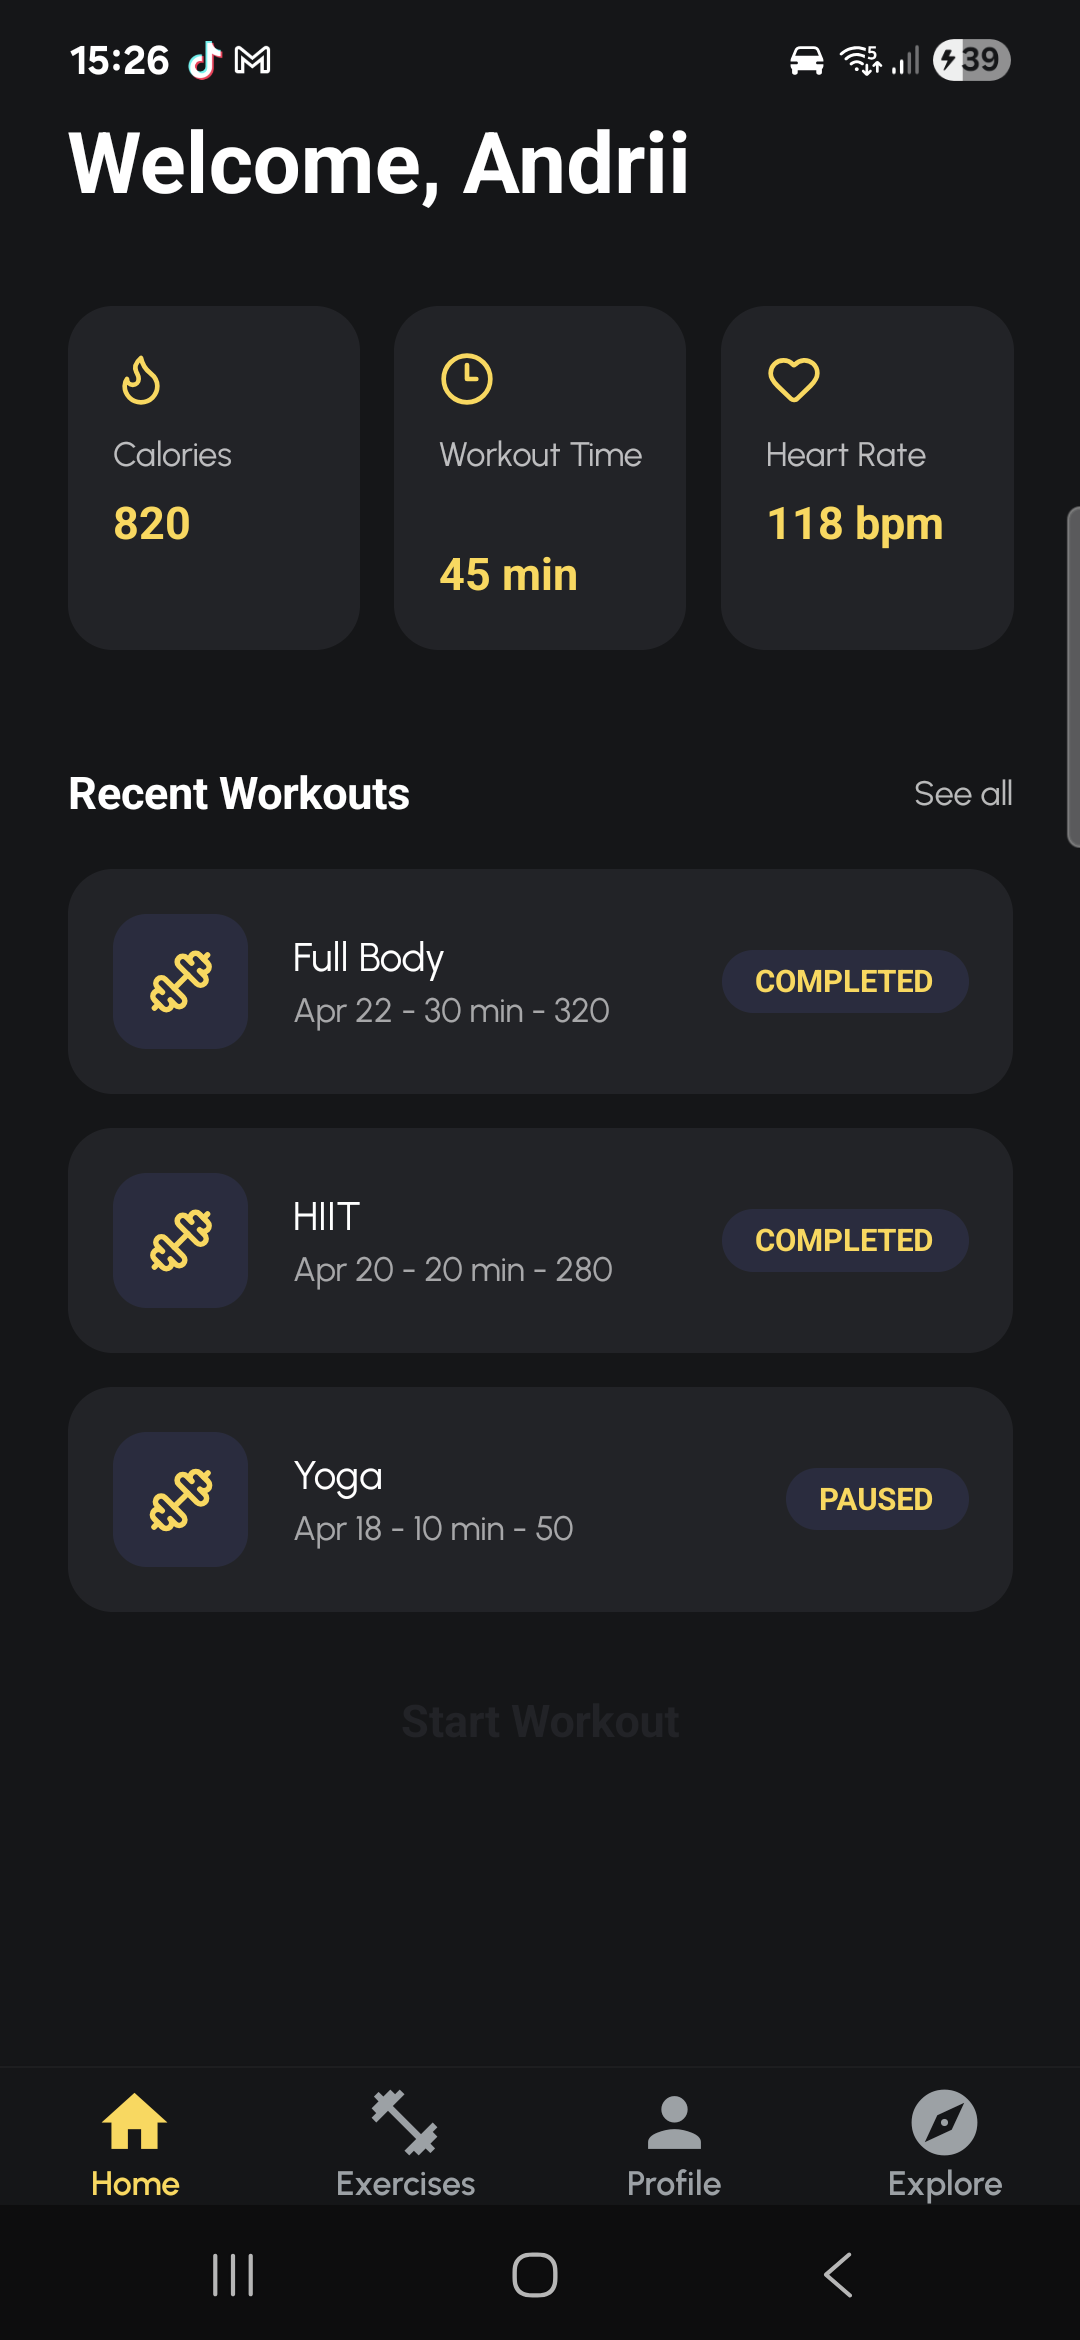 15:26
5
39
Welcome, Andrii
Calories
Workout Time
Heart Rate
820
45 min
118 bpm
Recent Workouts
See all
Full Body
Apr 22 - 30 min - 320
COMPLETED
HIIT
Apr 20 - 20 min - 280
COMPLETED
Yoga
Apr 18 - 10 min - 50
PAUSED
Start Workout
Home
Exercises
Profile
Explore